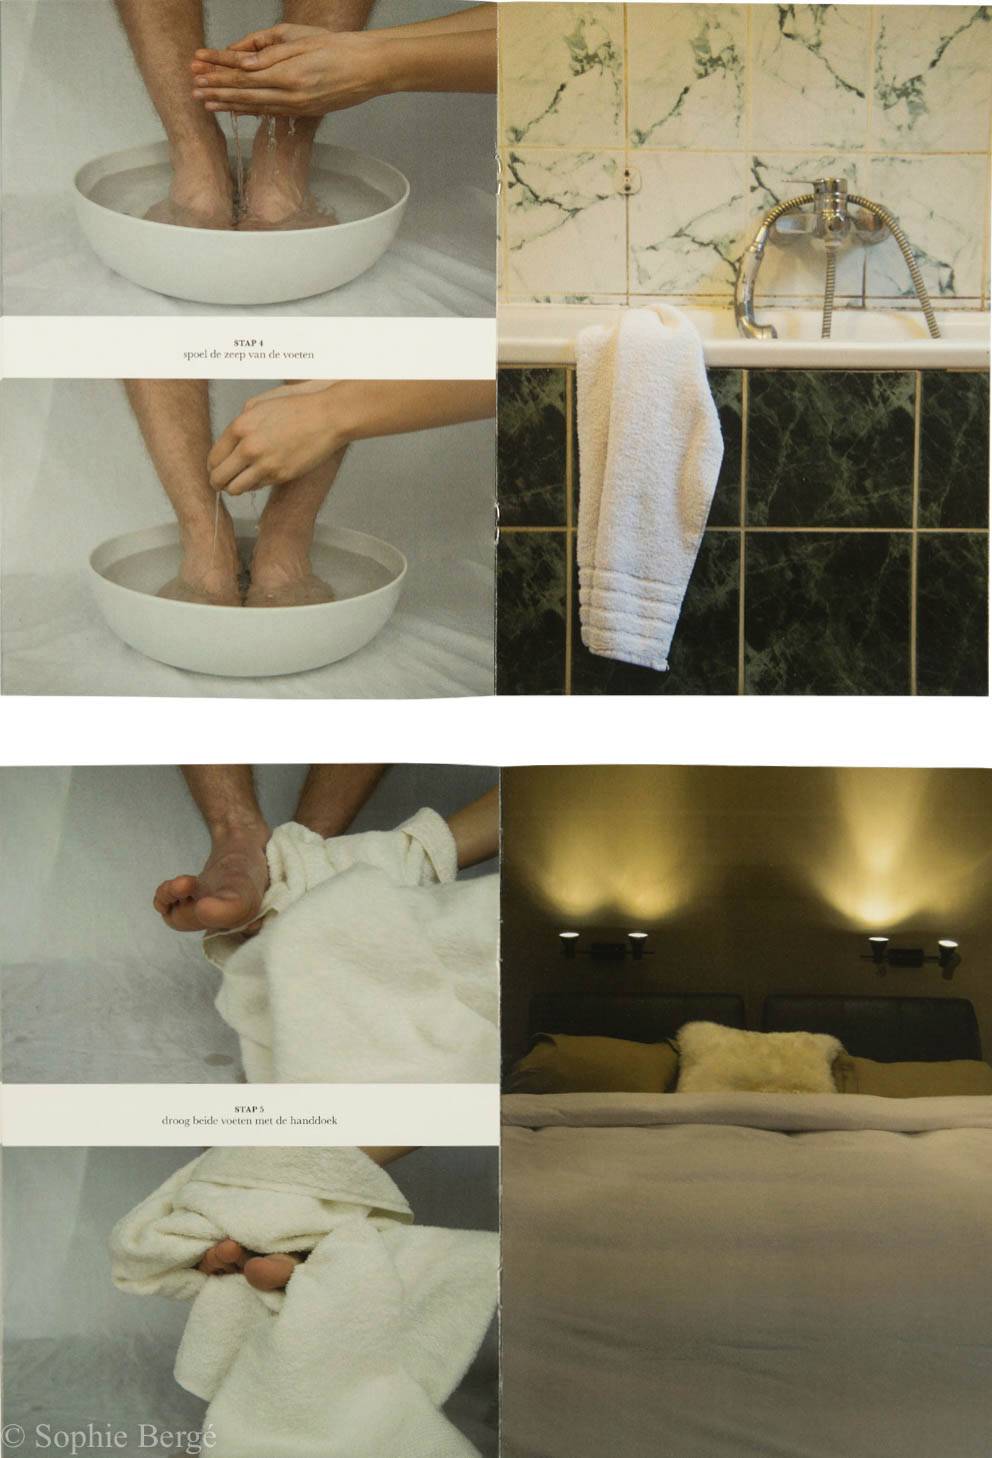 STAP 4
spoel de zeep van de voeten
STAP 5
droog beide voeten met de handdoek
© Sophie Bergé